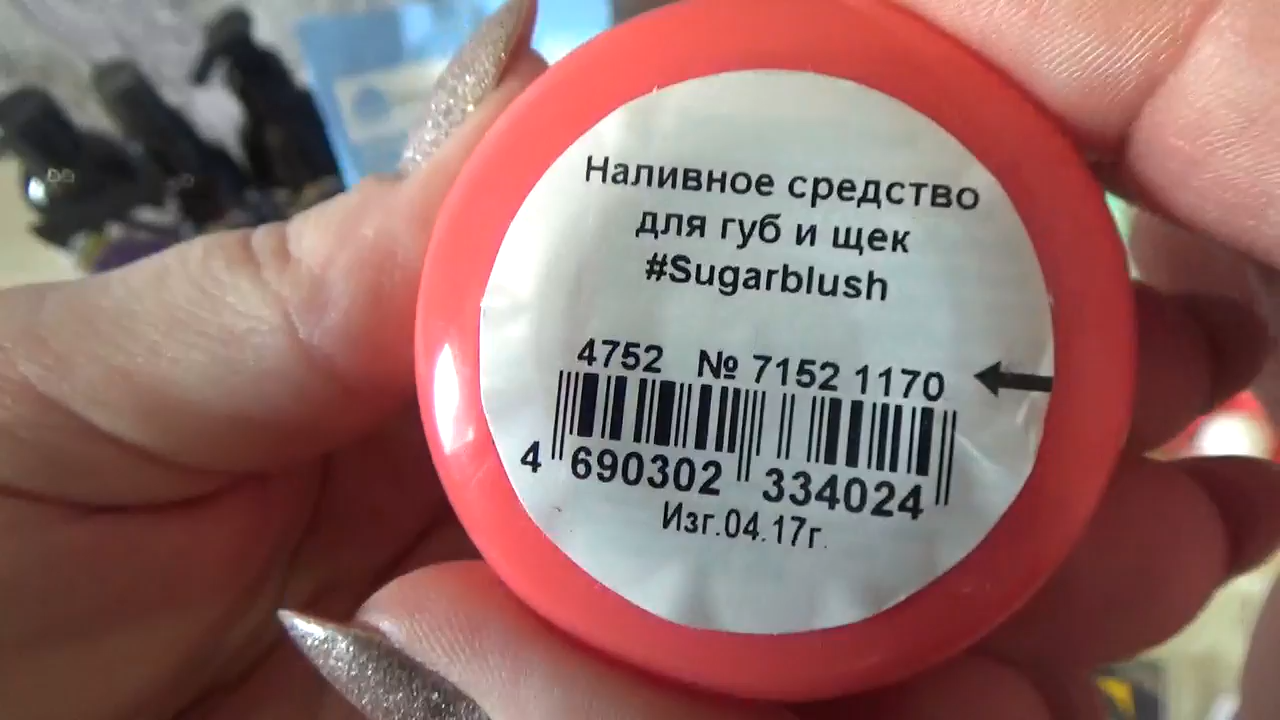 Наливное средство
для губ и щек
#Sugarblush
4752 № 7152 1170
4 690302 334024
Изг.04.17г.